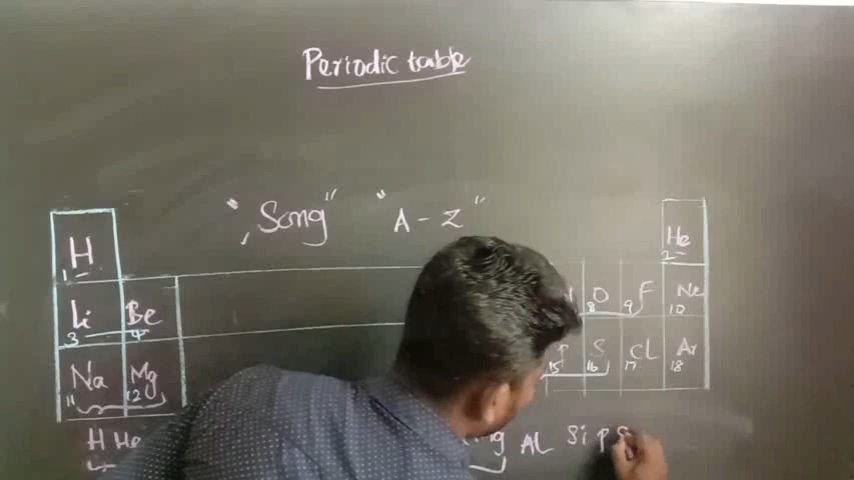 Periodic table
"Song" "A - Z"
H He
1 2
Li Be O F Ne
3 4 8 9 10
Na Mg P S Cl Ar
11 12 15 16 17 18
H He Al Si P S